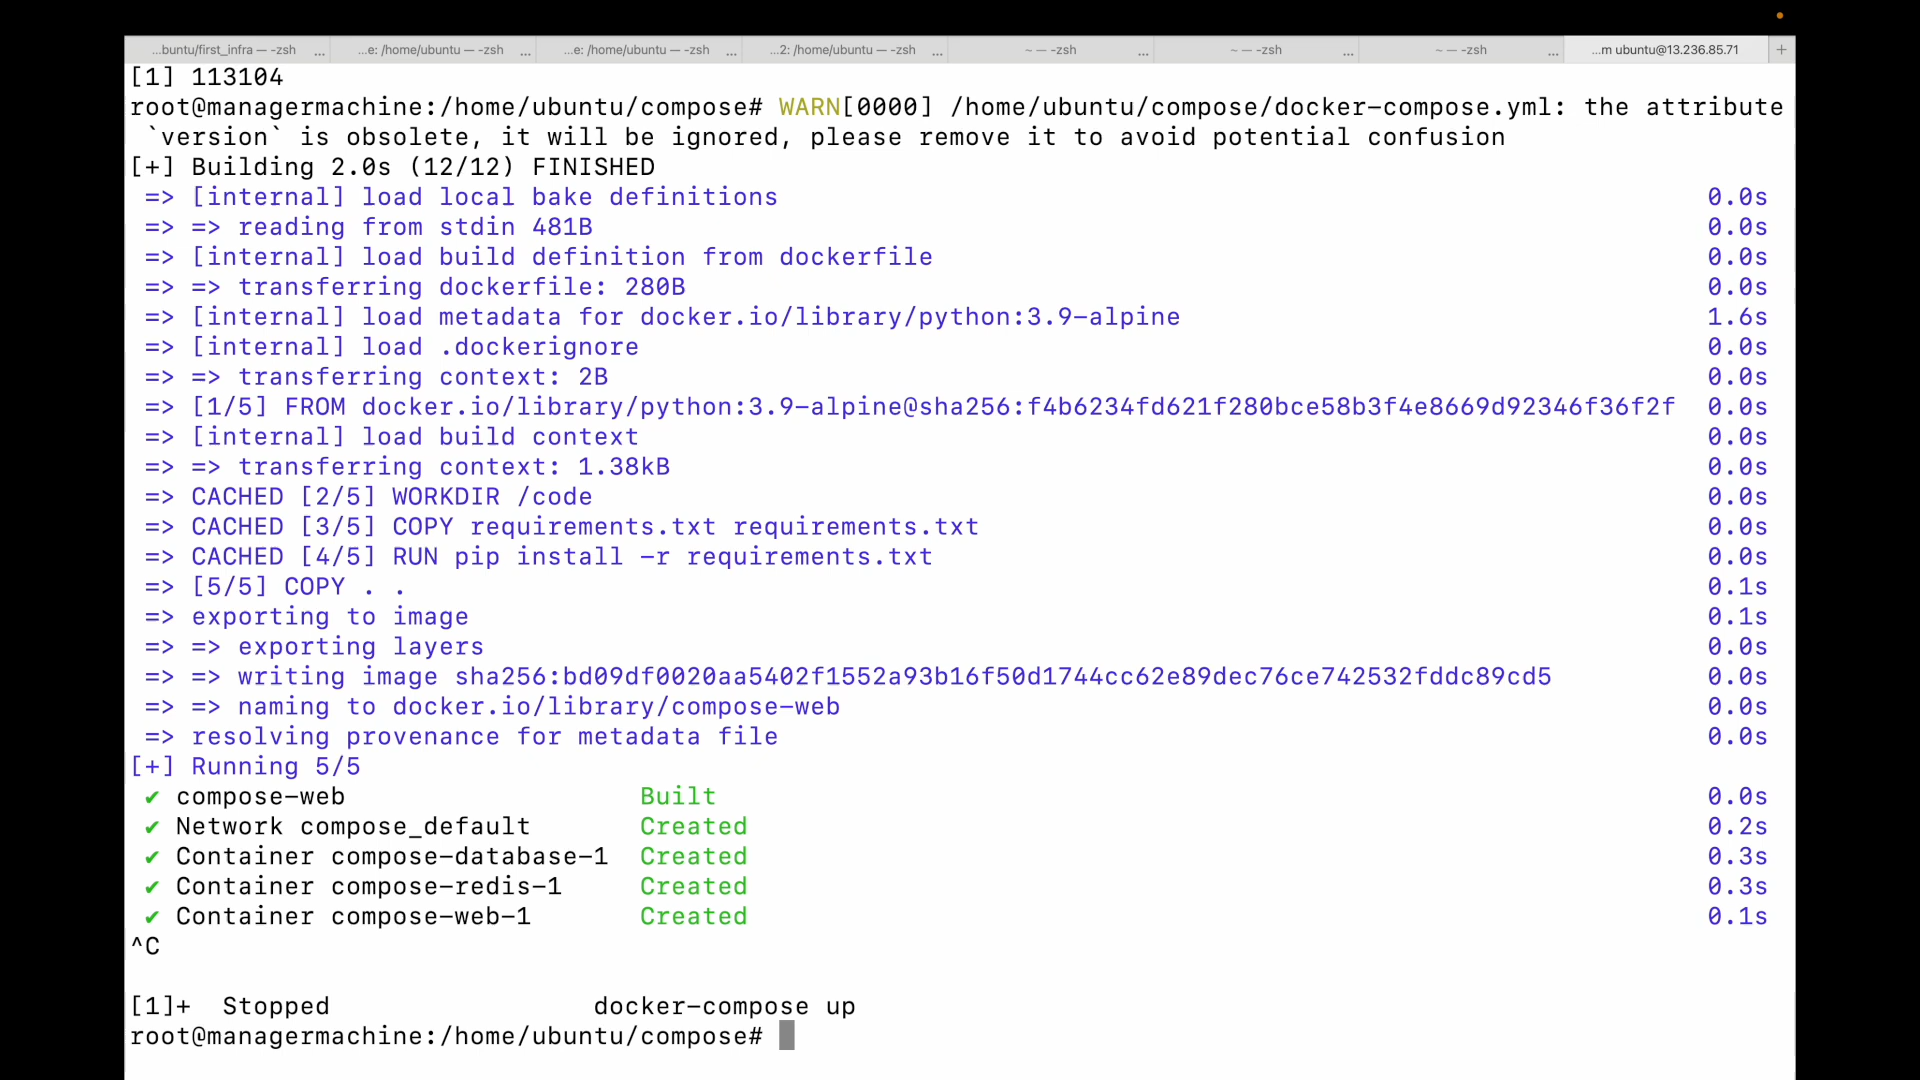 ...buntu/first_infra — -zsh ... ...e: /home/ubuntu — -zsh ... ...e: /home/ubuntu — -zsh ... ...2: /home/ubuntu — -zsh ... ~ — -zsh ... ~ — -zsh ... ~ — -zsh ... ...m ubuntu@13.236.85.71 +
[1] 113104
root@managermachine:/home/ubuntu/compose# WARN[0000] /home/ubuntu/compose/docker-compose.yml: the attribute
`version` is obsolete, it will be ignored, please remove it to avoid potential confusion
[+] Building 2.0s (12/12) FINISHED
=> [internal] load local bake definitions 0.0s
=> => reading from stdin 481B 0.0s
=> [internal] load build definition from dockerfile 0.0s
=> => transferring dockerfile: 280B 0.0s
=> [internal] load metadata for docker.io/library/python:3.9-alpine 1.6s
=> [internal] load .dockerignore 0.0s
=> => transferring context: 2B 0.0s
=> [1/5] FROM docker.io/library/python:3.9-alpine@sha256:f4b6234fd621f280bce58b3f4e8669d92346f36f2f 0.0s
=> [internal] load build context 0.0s
=> => transferring context: 1.38kB 0.0s
=> CACHED [2/5] WORKDIR /code 0.0s
=> CACHED [3/5] COPY requirements.txt requirements.txt 0.0s
=> CACHED [4/5] RUN pip install -r requirements.txt 0.0s
=> [5/5] COPY . . 0.1s
=> exporting to image 0.1s
=> => exporting layers 0.0s
=> => writing image sha256:bd09df0020aa5402f1552a93b16f50d1744cc62e89dec76ce742532fddc89cd5 0.0s
=> => naming to docker.io/library/compose-web 0.0s
=> resolving provenance for metadata file 0.0s
[+] Running 5/5
✔ compose-web Built 0.0s
✔ Network compose_default Created 0.2s
✔ Container compose-database-1 Created 0.3s
✔ Container compose-redis-1 Created 0.3s
✔ Container compose-web-1 Created 0.1s
^C
[1]+ Stopped docker-compose up
root@managermachine:/home/ubuntu/compose#